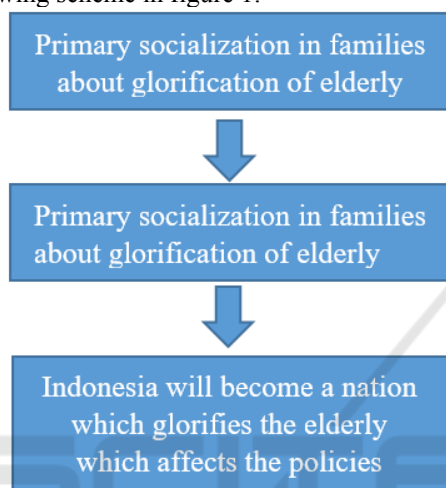 wing scheme in figure 1.
Primary socialization in families
about glorification of elderly
Primary socialization in families
about glorification of elderly
Indonesia will become a nation
which glorifies the elderly
which affects the policies